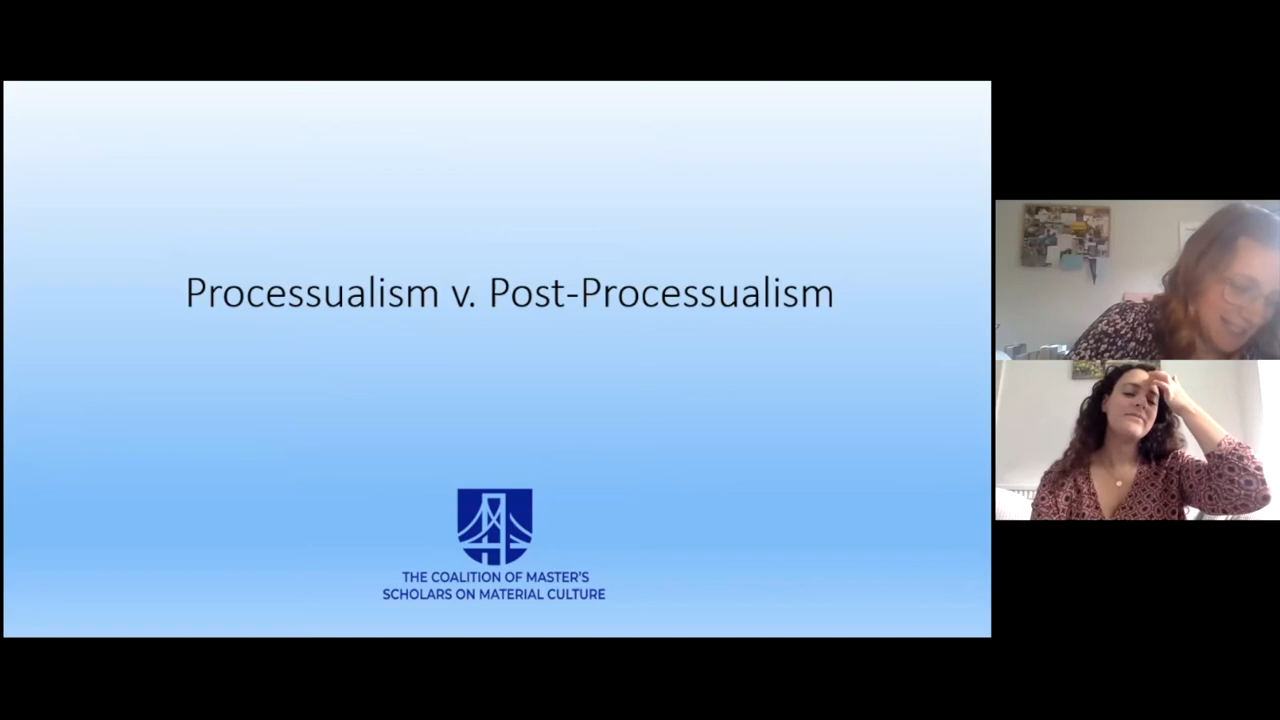 Processualism v. Post-Processualism
THE COALITION OF MASTER'S
SCHOLARS ON MATERIAL CULTURE